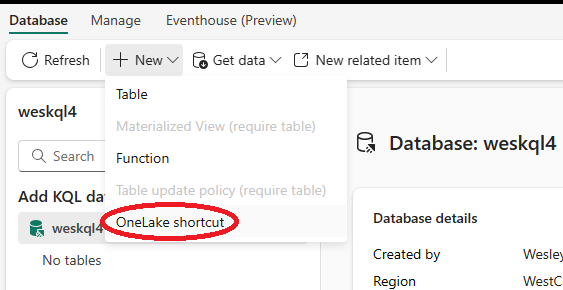 Database Manage Eventhouse (Preview)
Refresh New Get data New related item
weskql4
Search
Add KQL da
weskql4
No tables
Table
Materialized View (require table)
Function
Table update policy (require table)
OneLake shortcut
Database: weskql4
Database details
Created by Wesley
Region WestC